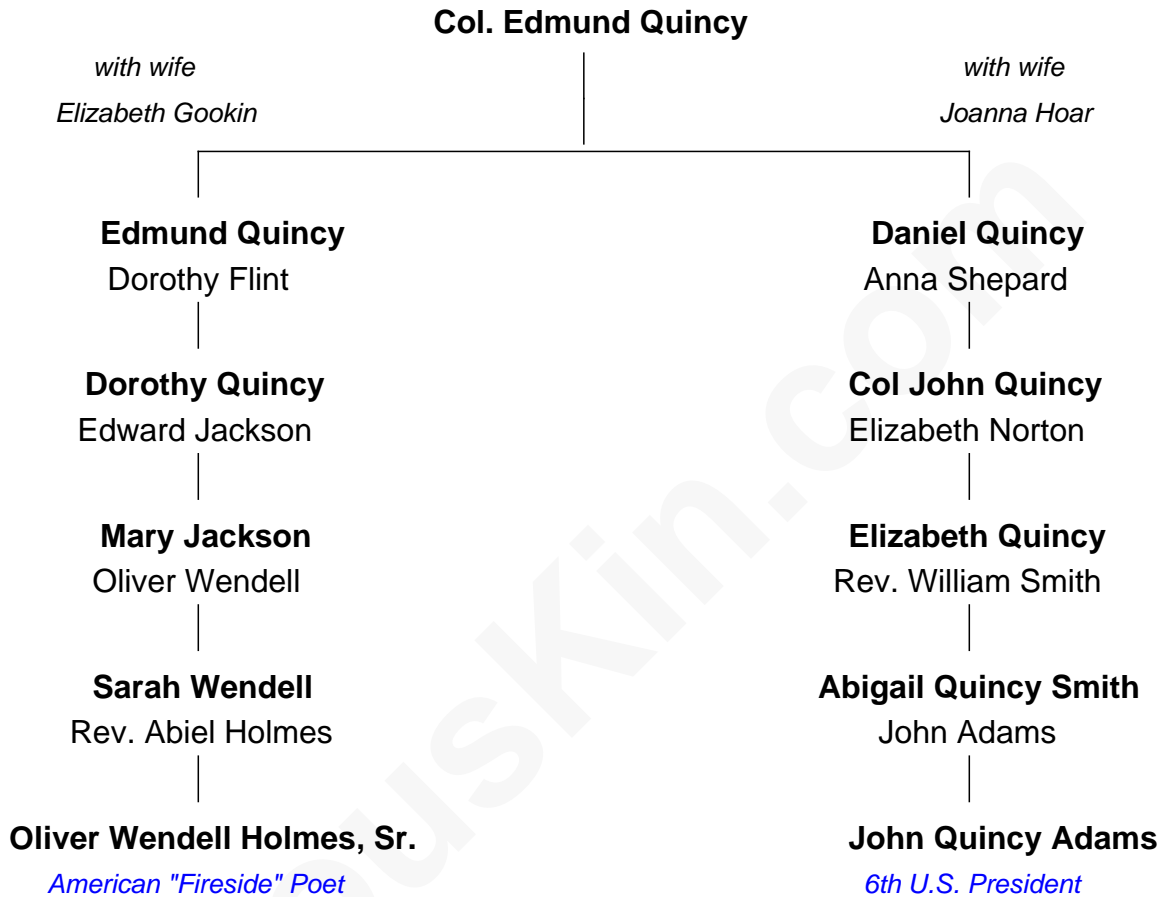 Col. Edmund Quincy
with wife
Elizabeth Gookin
with wife
Joanna Hoar
Edmund Quincy
Dorothy Flint
Daniel Quincy
Anna Shepard
Dorothy Quincy
Edward Jackson
Col John Quincy
Elizabeth Norton
Mary Jackson
Oliver Wendell
Elizabeth Quincy
Rev. William Smith
Sarah Wendell
Rev. Abiel Holmes
Abigail Quincy Smith
John Adams
Oliver Wendell Holmes, Sr.
American "Fireside" Poet
John Quincy Adams
6th U.S. President